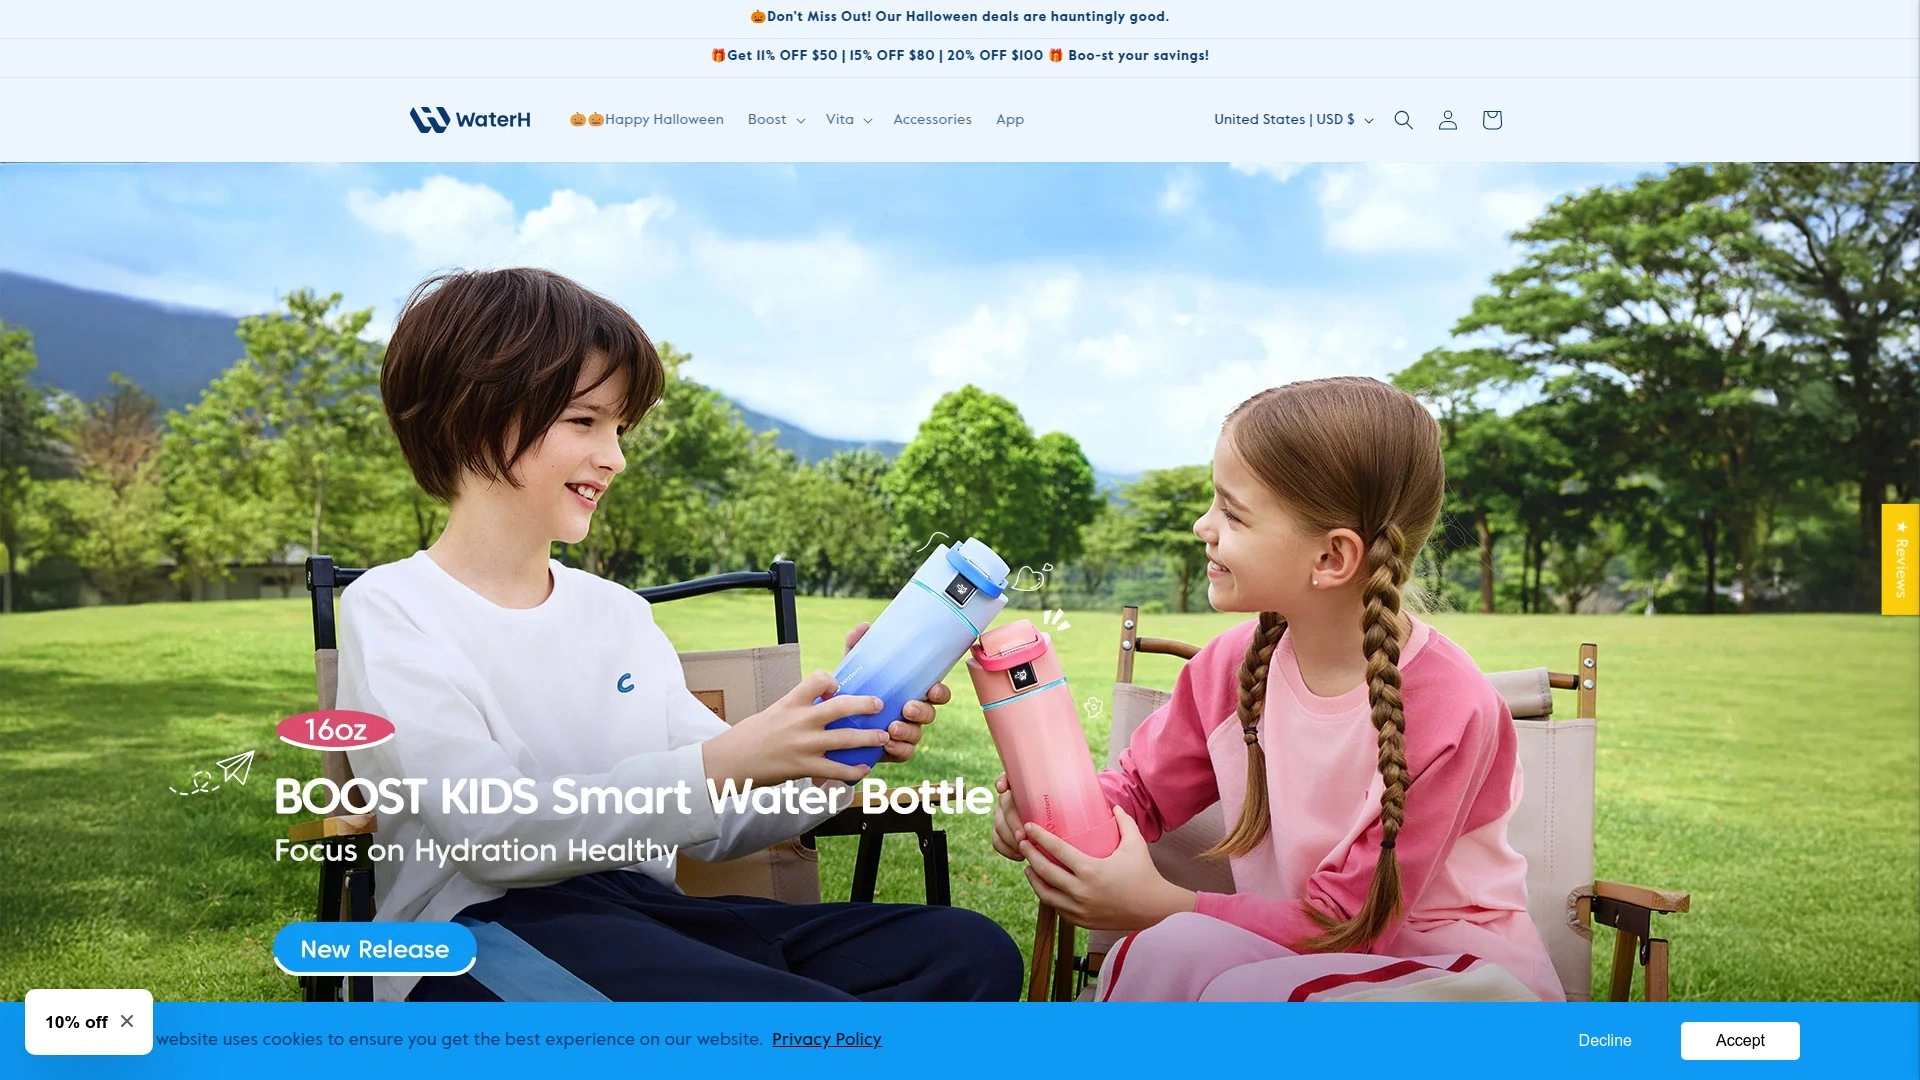 🎃Don't Miss Out! Our Halloween deals are hauntingly good.
🎁Get 11% OFF $50 | 15% OFF $80 | 20% OFF $100 🎁 Boo-st your savings!
WaterH
🎃🎃Happy Halloween
Boost
Vita
Accessories
App
United States | USD $
★ Reviews
WaterH
WaterH
16oz
BOOST KIDS Smart Water Bottle
Focus on Hydration Healthy
New Release
10% off
website uses cookies to ensure you get the best experience on our website. Privacy Policy
Decline
Accept